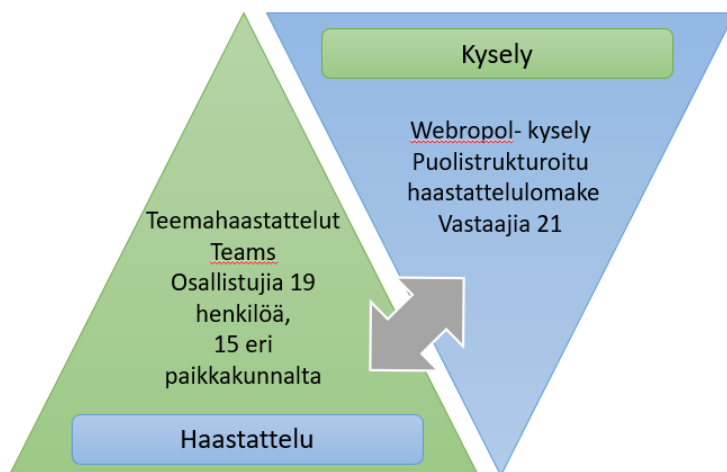 Kysely
Webropol- kysely
Puolistrukturoitu
haastattelulomake
Vastaajia 21
Teemahaastattelut
Teams
Osallistujia 19
henkilöä,
15 eri
paikkakunnalta
Haastattelu